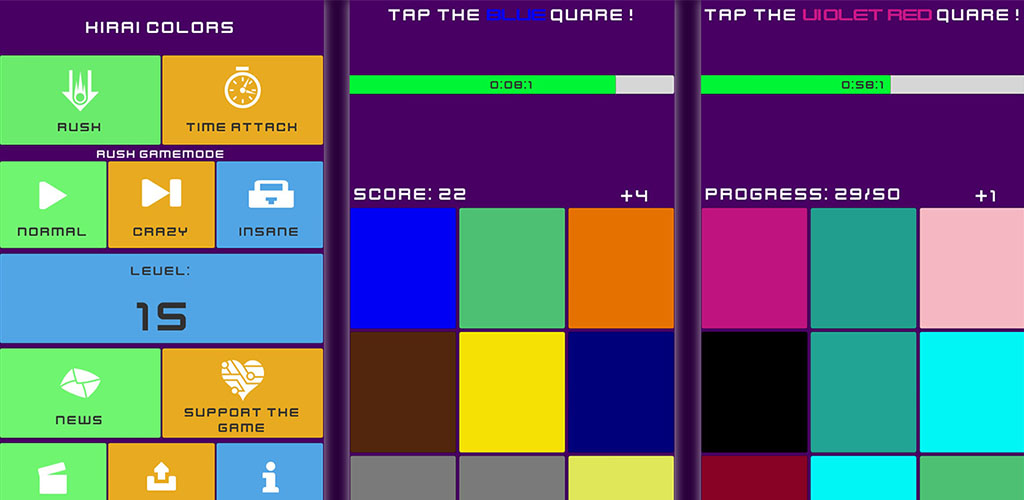 HIRAI COLORS
RUSH
TIME ATTACH
RUSH GAMEMODE
NORMAL
CRAZY
INSANE
LEVEL:
15
NEWS
SUPPORT THE
GAME
TAP THE BLUE QUARE !
0:08:1
SCORE: 22
+4
TAP THE VIOLET RED QUARE !
0:58:1
PROGRESS: 29/50
+1